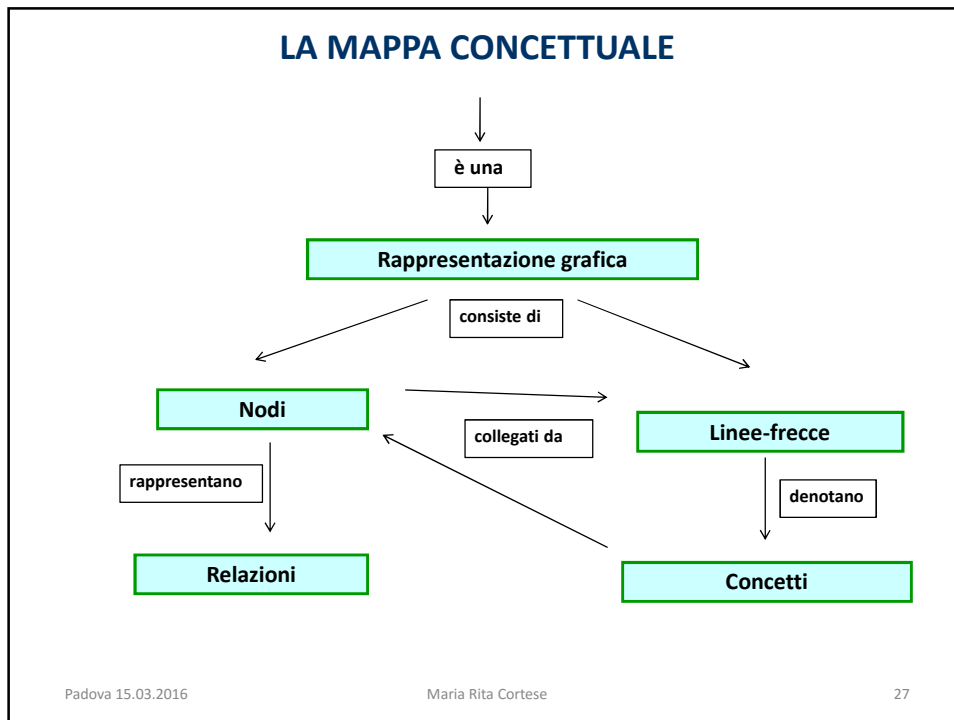 LA MAPPA CONCETTUALE
è una
Rappresentazione grafica
consiste di
Nodi
collegati da
Linee-frecce
rappresentano
denotano
Relazioni
Concetti
Padova 15.03.2016
Maria Rita Cortese
27